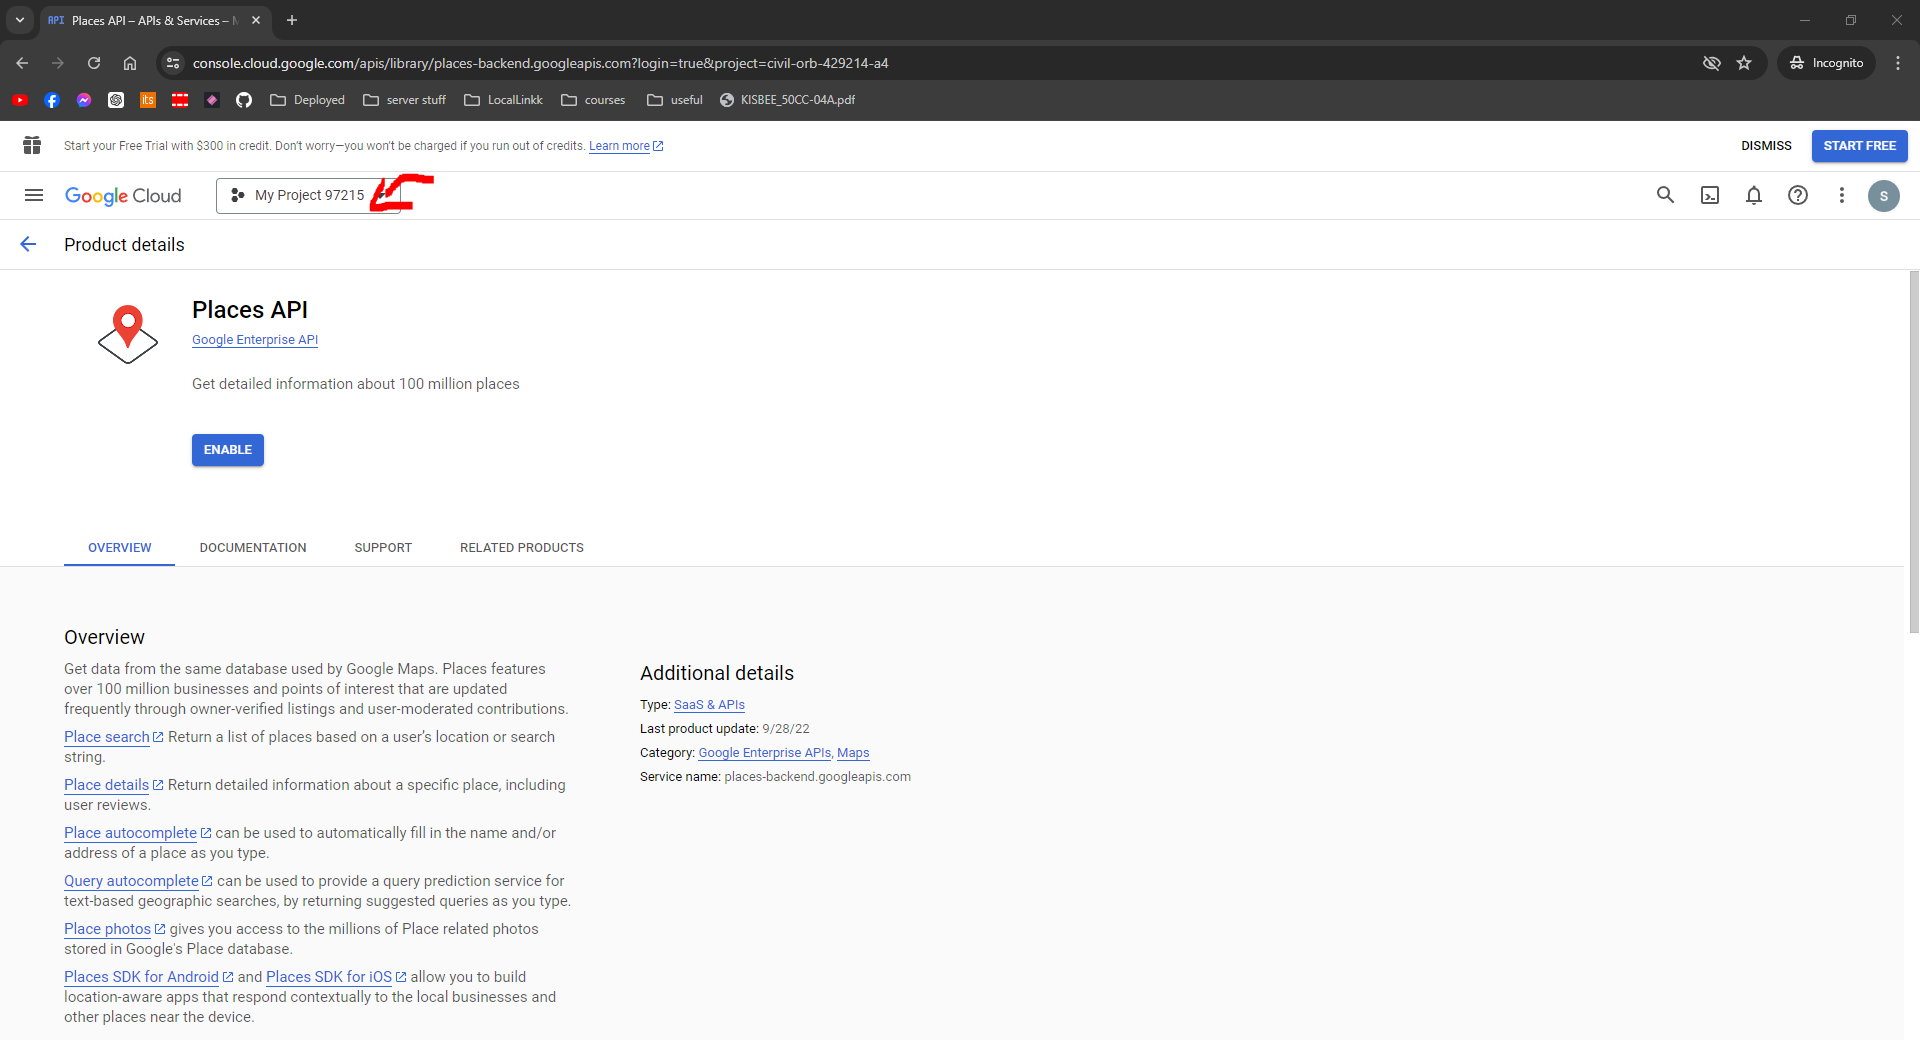 API Places API – APIs & Services – M
console.cloud.google.com/apis/library/places-backend.googleapis.com?login=true&project=civil-orb-429214-a4
Incognito
its Deployed server stuff LocalLinkk courses useful KISBEE_50CC-04A.pdf
Start your Free Trial with $300 in credit. Don't worry—you won't be charged if you run out of credits. Learn more
DISMISS START FREE
Google Cloud My Project 97215
S
Product details
Places API
Google Enterprise API
Get detailed information about 100 million places
ENABLE
OVERVIEW DOCUMENTATION SUPPORT RELATED PRODUCTS
Overview
Get data from the same database used by Google Maps. Places features
over 100 million businesses and points of interest that are updated
frequently through owner-verified listings and user-moderated contributions.
Place search Return a list of places based on a user's location or search
string.
Place details Return detailed information about a specific place, including
user reviews.
Place autocomplete can be used to automatically fill in the name and/or
address of a place as you type.
Query autocomplete can be used to provide a query prediction service for
text-based geographic searches, by returning suggested queries as you type.
Place photos gives you access to the millions of Place related photos
stored in Google's Place database.
Places SDK for Android and Places SDK for iOS allow you to build
location-aware apps that respond contextually to the local businesses and
other places near the device.
Additional details
Type: SaaS & APIs
Last product update: 9/28/22
Category: Google Enterprise APIs, Maps
Service name: places-backend.googleapis.com